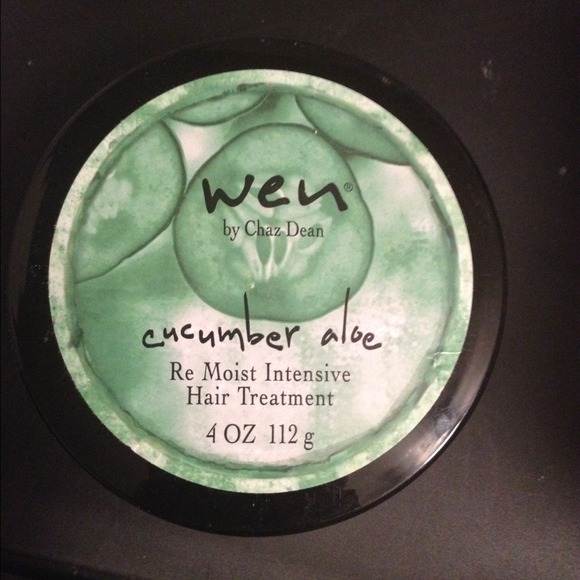 wen®
by Chaz Dean
cucumber aloe
Re Moist Intensive
Hair Treatment
4 OZ 112 g